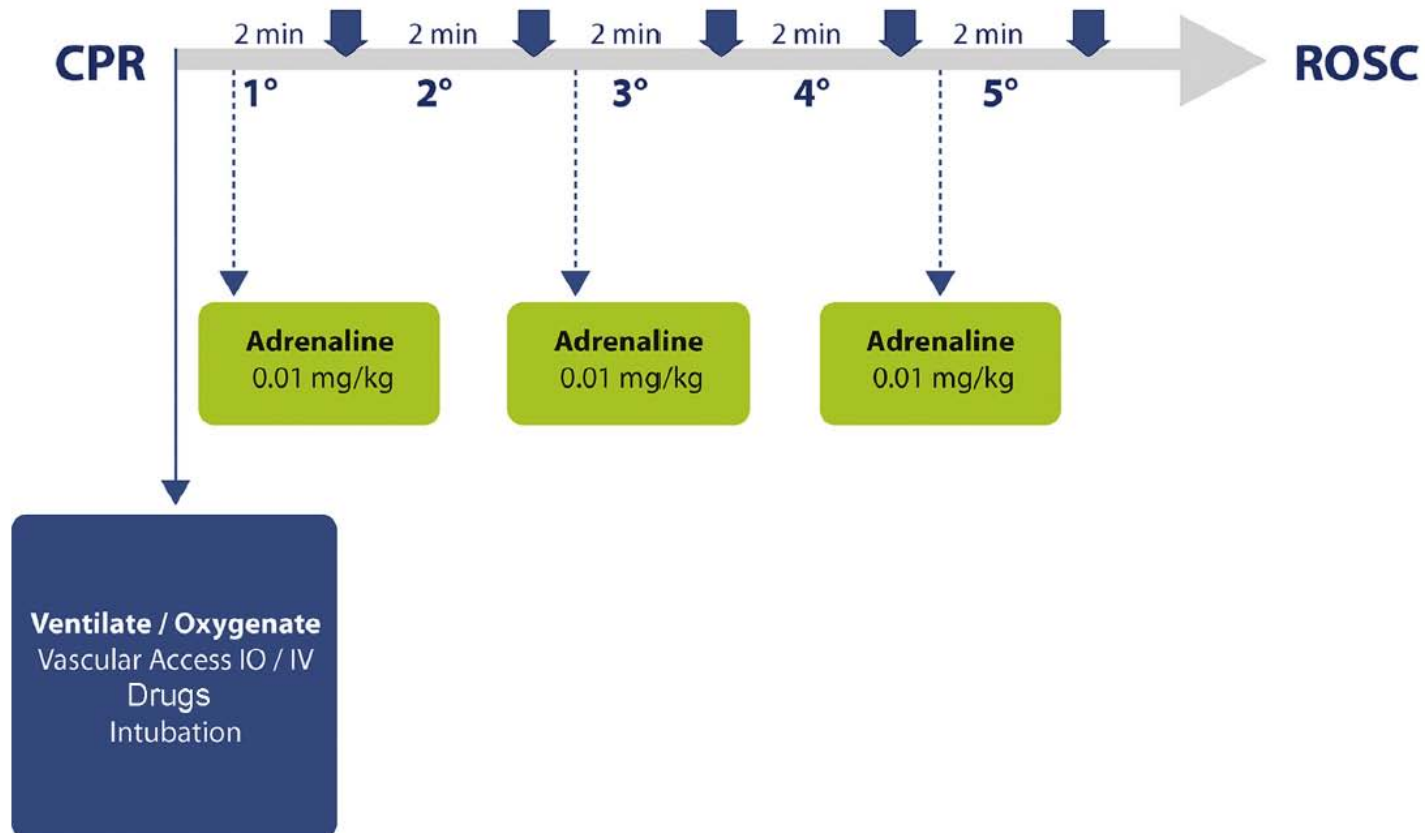 2 min 2 min 2 min 2 min 2 min
CPR ROSC
1° 2° 3° 4° 5°
Adrenaline
0.01 mg/kg
Adrenaline
0.01 mg/kg
Adrenaline
0.01 mg/kg
Ventilate / Oxygenate
Vascular Access IO / IV
Drugs
Intubation